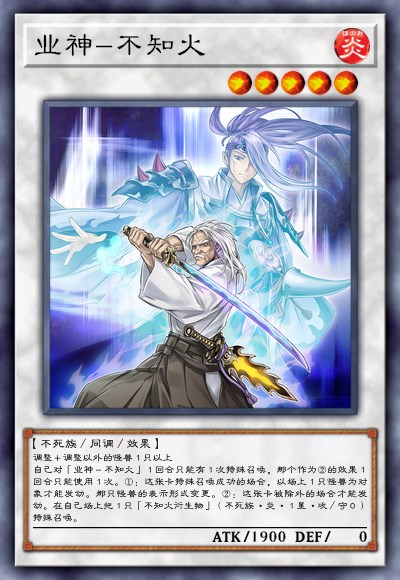 业神-不知火
ほのお
炎
【不死族/同调/效果】
调整+调整以外的怪兽1只以上
自己对「业神-不知火」1回合只能有1次特殊召唤，那个作为②的效果1
回合只能使用1次。①：这张卡特殊召唤成功的场合，以场上1只怪兽为对
象才能发动。那只怪兽的表示形式变更。②：这张卡被除外的场合才能发
动。在自己场上把1只「不知火衍生物」（不死族·炎·1星·攻/守0）
特殊召唤。
ATK/1900 DEF/ 0